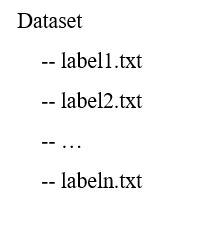 Dataset
-- label1.txt
-- label2.txt
-- …
-- labeln.txt